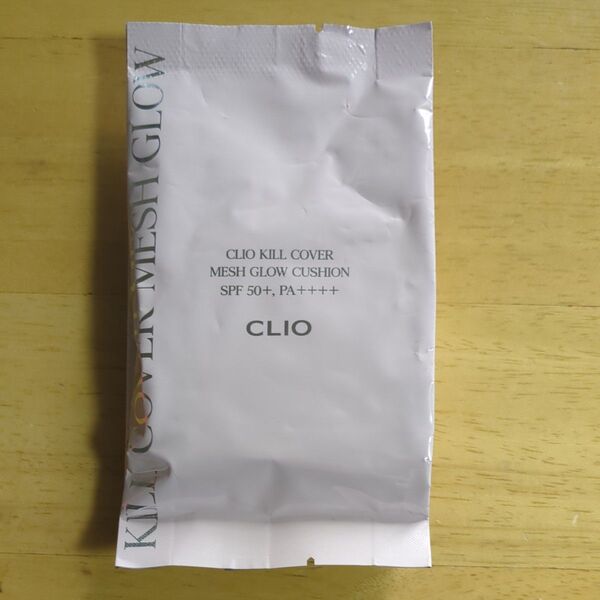 KILL COVER MESH GLOW
CLIO KILL COVER
MESH GLOW CUSHION
SPF 50+, PA++++
CLIO